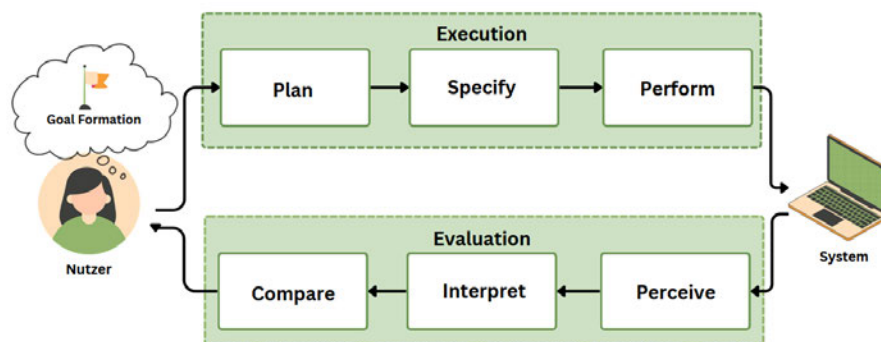 Execution
Goal Formation
Plan
Specify
Perform
Nutzer
System
Evaluation
Compare
Interpret
Perceive